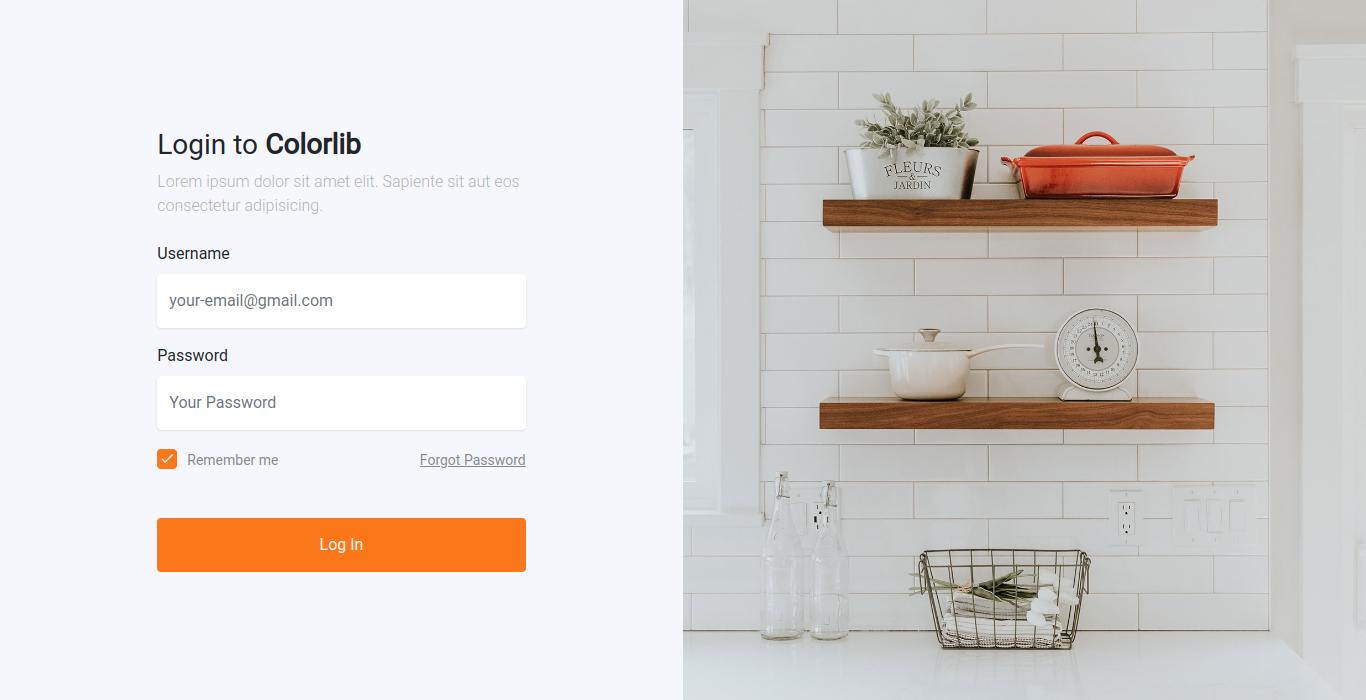 Login to Colorlib
Lorem ipsum dolor sit amet elit. Sapiente sit aut eos
consectetur adipisicing.
Username
your-email@gmail.com
Password
Your Password
Remember me
Forgot Password
Log In
FLEURS
&
JARDIN